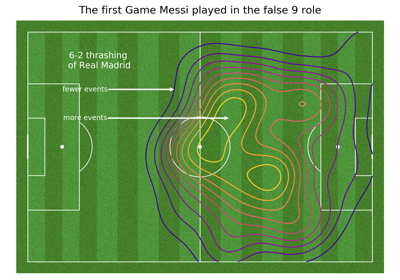 The first Game Messi played in the false 9 role
6-2 thrashing
of Real Madrid
fewer events
more events